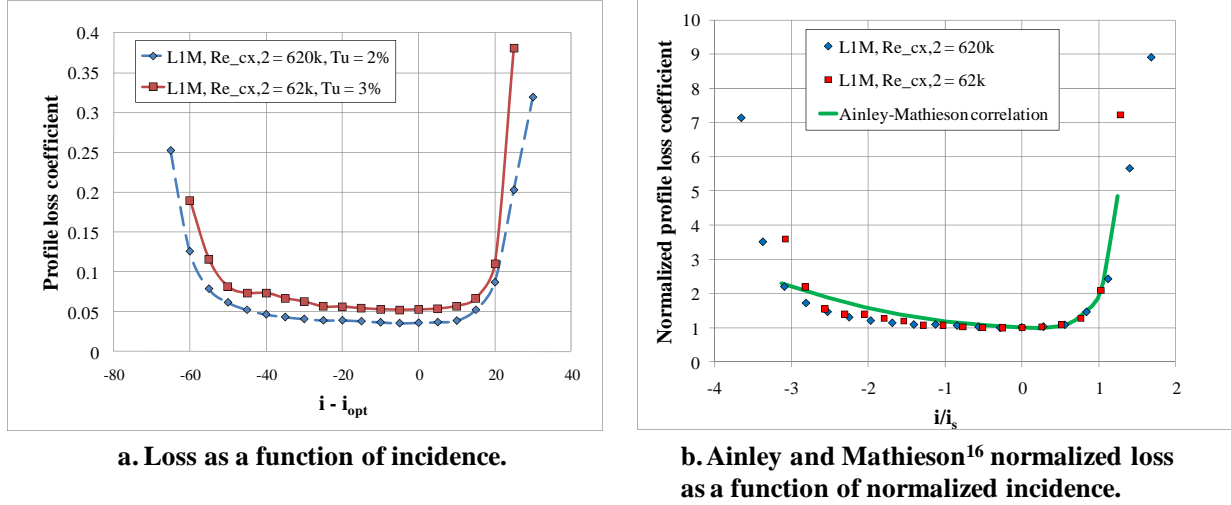 0.4
0.35
0.3
0.25
0.2
0.15
0.1
0.05
0
-80
-60
-40
-20
0
20
40
Profile loss coefficient
i - iopt
L1M, Re_cx,2 = 620k, Tu = 2%
L1M, Re_cx,2 = 62k, Tu = 3%
a. Loss as a function of incidence.
10
9
8
7
6
5
4
3
2
1
0
-4
-3
-2
-1
0
1
2
Normalized profile loss coefficient
i/is
L1M, Re_cx,2 = 620k
L1M, Re_cx,2 = 62k
Ainley-Mathieson correlation
b. Ainley and Mathieson16 normalized loss
as a function of normalized incidence.